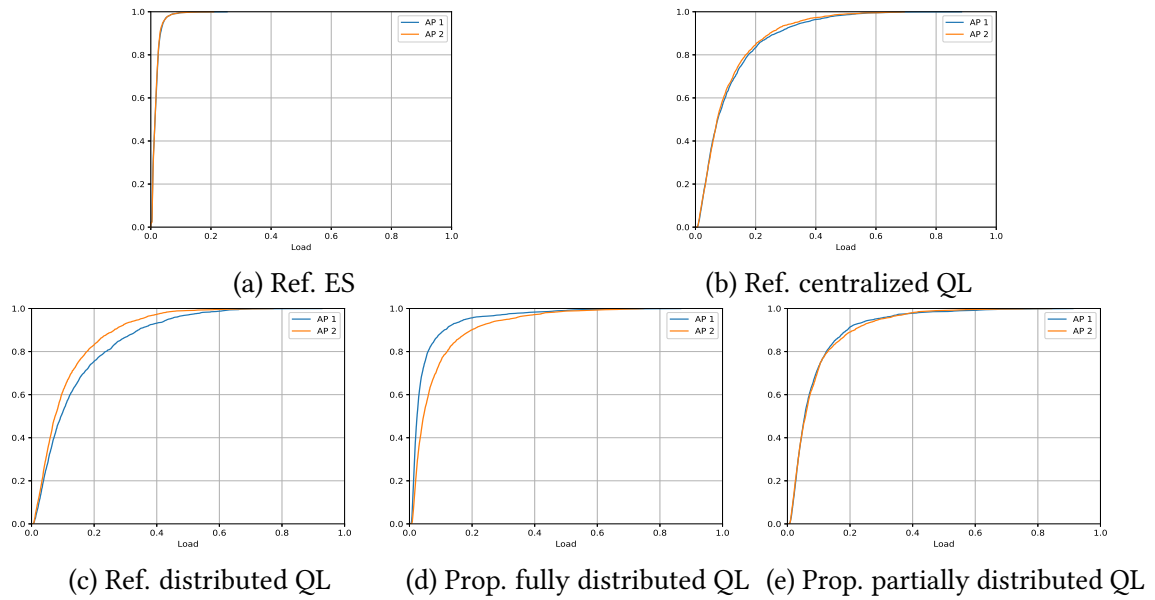 1.0
0.8
0.6
0.4
0.2
0.0
0.0 0.2 0.4 0.6 0.8 1.0
Load
AP 1
AP 2
(a) Ref. ES
1.0
0.8
0.6
0.4
0.2
0.0
0.0 0.2 0.4 0.6 0.8 1.0
Load
AP 1
AP 2
(b) Ref. centralized QL
1.0
0.8
0.6
0.4
0.2
0.0
0.0 0.2 0.4 0.6 0.8 1.0
Load
AP 1
AP 2
(c) Ref. distributed QL
1.0
0.8
0.6
0.4
0.2
0.0
0.0 0.2 0.4 0.6 0.8 1.0
Load
AP 1
AP 2
(d) Prop. fully distributed QL
1.0
0.8
0.6
0.4
0.2
0.0
0.0 0.2 0.4 0.6 0.8 1.0
Load
AP 1
AP 2
(e) Prop. partially distributed QL